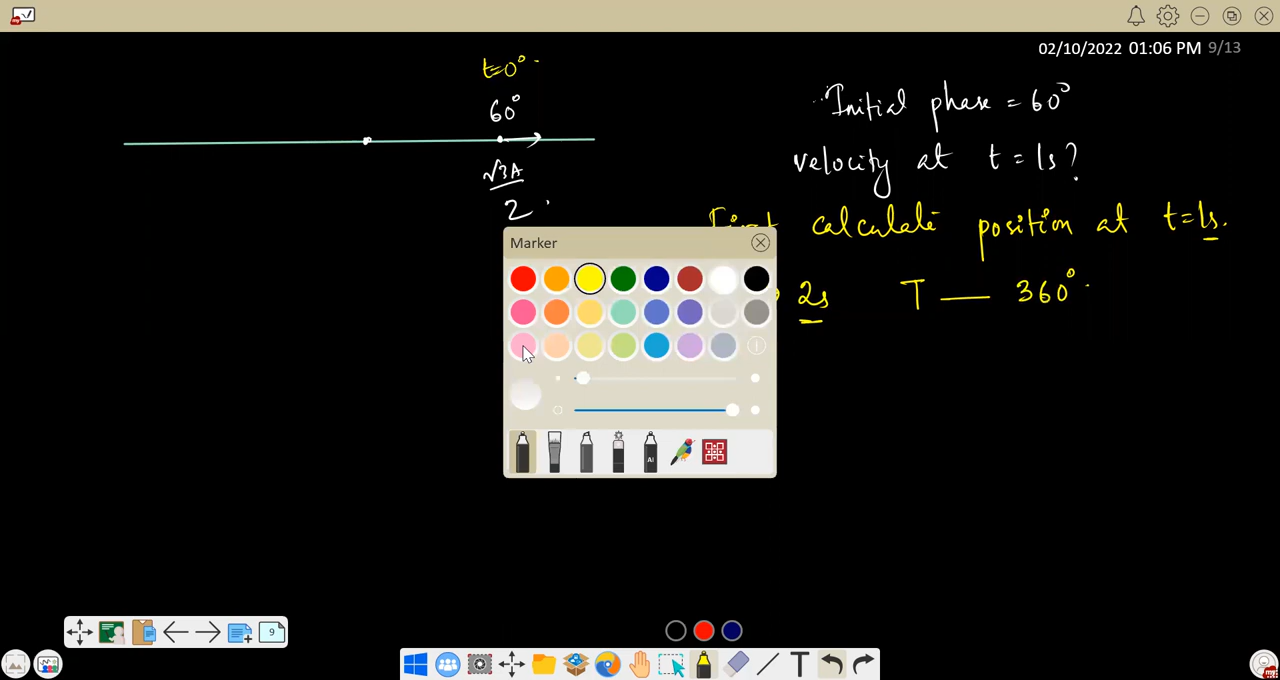 02/10/2022 01:06 PM 9/13
t=0°
60°
√3A
2
Initial phase = 60°
velocity at t = 1s?
calculate position at t=1s.
2s T — 360°
Marker
AI
9